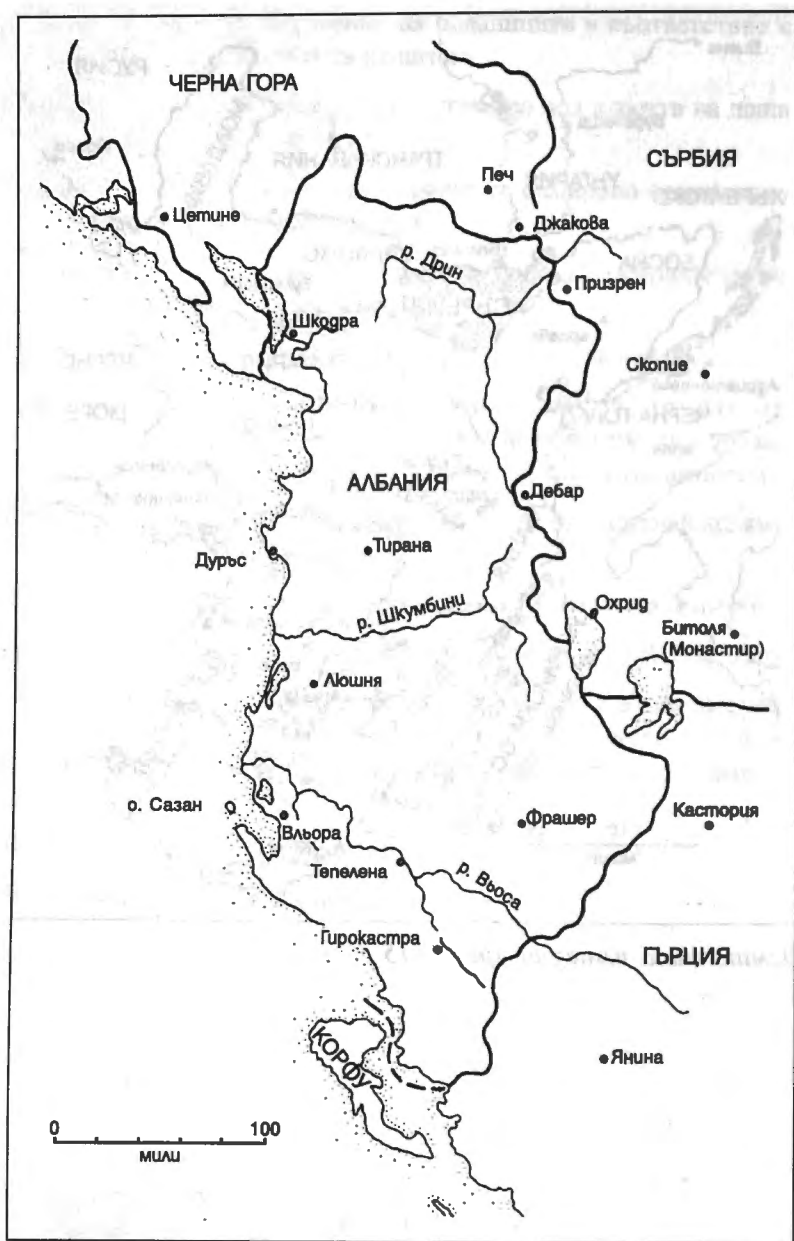 ЧЕРНА ГОРА
СЪРБИЯ
Печ
Цетине
Джакова
р. Дрин
Призрен
Шкодра
Скопие
АЛБАНИЯ
Дебар
Дуръс
Тирана
Охрид
р. Шкумбини
Битоля
(Монастир)
Люшня
о. Сазан
Вльора
Фрашер
Кастория
Тепелена
р. Вьоса
Гирокастра
ГЪРЦИЯ
КОРФУ
Янина
0 100
мили